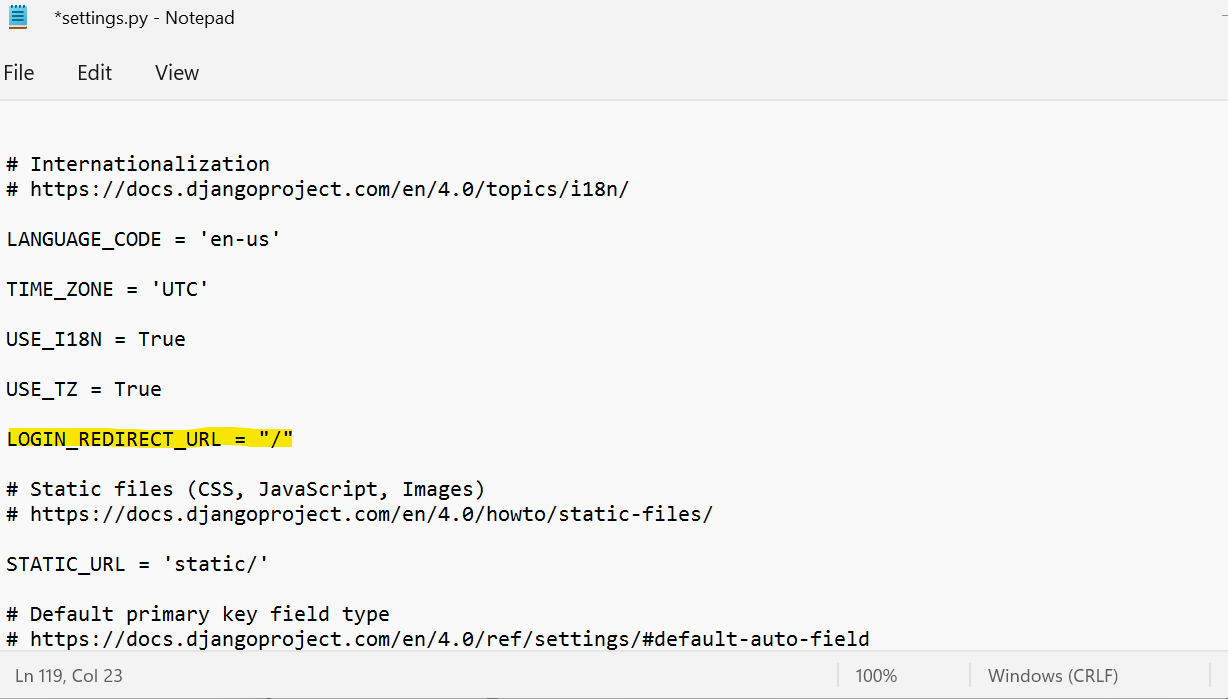 *settings.py - Notepad
File Edit View
# Internationalization
# https://docs.djangoproject.com/en/4.0/topics/i18n/
LANGUAGE_CODE = 'en-us'
TIME_ZONE = 'UTC'
USE_I18N = True
USE_TZ = True
LOGIN_REDIRECT_URL = "/"
# Static files (CSS, JavaScript, Images)
# https://docs.djangoproject.com/en/4.0/howto/static-files/
STATIC_URL = 'static/'
# Default primary key field type
# https://docs.djangoproject.com/en/4.0/ref/settings/#default-auto-field
Ln 119, Col 23 100% Windows (CRLF)